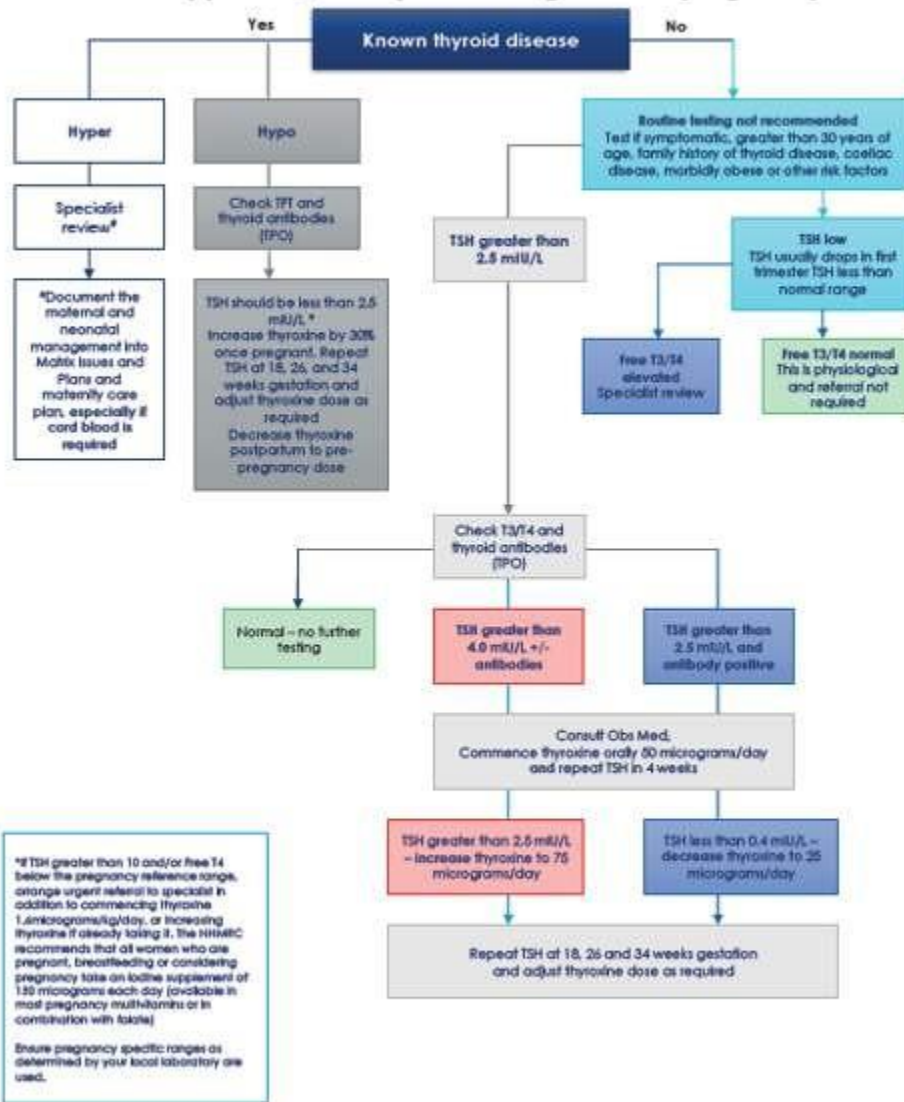 Yes
Known thyroid disease
No
Hyper
Hypo
Routine testing not recommended
Test if symptomatic, greater than 30 years of
age, family history of thyroid disease, coeliac
disease, morbidly obese or other risk factors
Specialist
review#
Check TFT and
thyroid antibodies
(TPO)
TSH greater than
2.5 mIU/L
TSH low
TSH usually drops in first
trimester TSH less than
normal range
#Document the
maternal and
neonatal
management into
Matrix Issues and
Plans and
maternity care
plan, especially if
cord blood is
required
TSH should be less than 2.5
mIU/L *
Increase thyroxine by 30%
once pregnant. Repeat
TSH at 18, 26, and 34
weeks gestation and
adjust thyroxine dose as
required
Decrease thyroxine
postpartum to pre-
pregnancy dose
Free T3/T4
elevated
Specialist review
Free T3/T4 normal
This is physiological
and referral not
required
Check T3/T4 and
thyroid antibodies
(TPO)
Normal – no further
testing
TSH greater than
4.0 mIU/L +/-
antibodies
TSH greater than
2.5 mIU/L and
antibody positive
Consult Obs Med.
Commence thyroxine orally 50 micrograms/day
and repeat TSH in 4 weeks
TSH greater than 2.5 mIU/L
– increase thyroxine to 75
micrograms/day
TSH less than 0.4 mIU/L –
decrease thyroxine to 25
micrograms/day
Repeat TSH at 18, 26 and 34 weeks gestation
and adjust thyroxine dose as required
*If TSH greater than 10 and/or Free T4
below the pregnancy reference range,
arrange urgent referral to specialist in
addition to commencing thyroxine
1.6micrograms/kg/day, or increasing
thyroxine if already taking it. The NHMRC
recommends that all women who are
pregnant, breastfeeding or considering
pregnancy take an iodine supplement of
150 micrograms each day (available in
most pregnancy multivitamins or in
combination with folate)
Ensure pregnancy specific ranges as
determined by your local laboratory are
used.